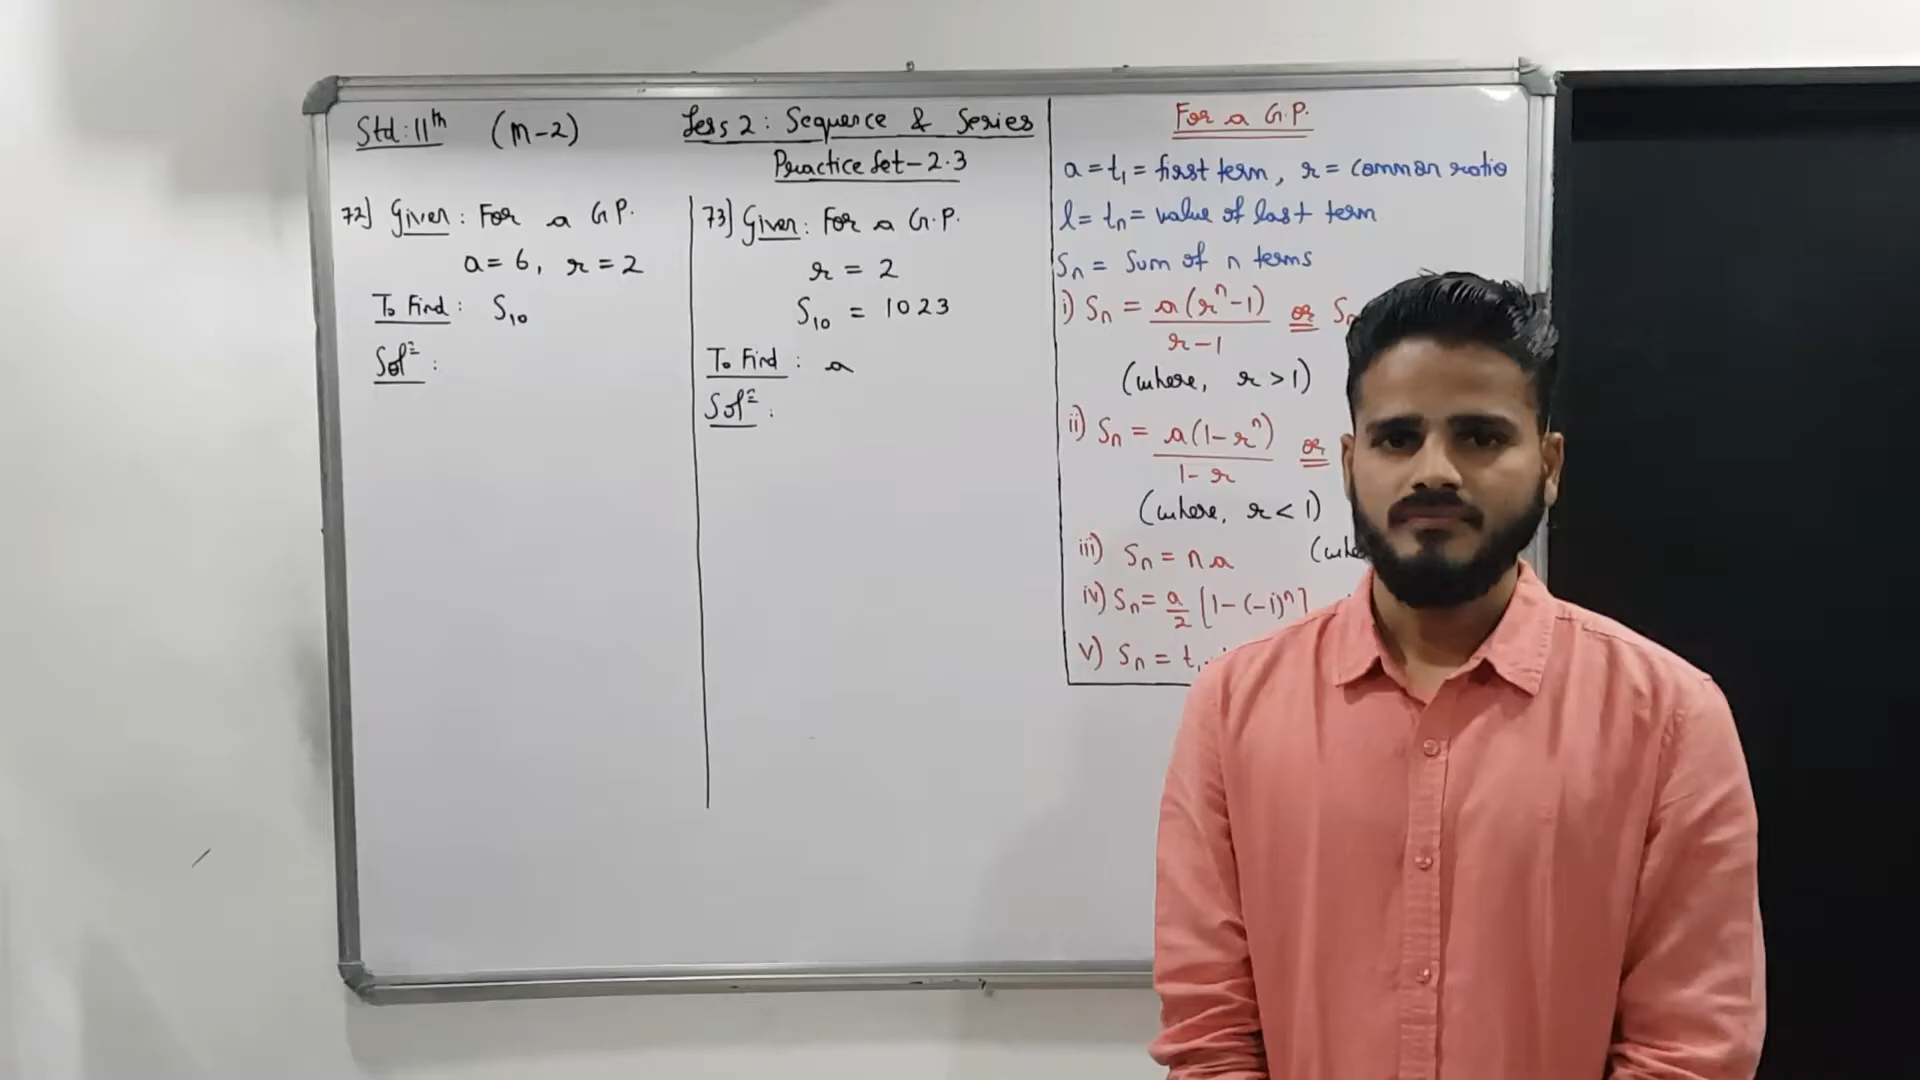 Std: 11th (M-2)
Less 2: Sequence & Series
Practice Set-2.3
72) Given: For a G.P.
a = 6, r = 2
To Find: S10
Solⁿ:
73) Given: For a G.P.
r = 2
S10 = 1023
To Find: a
Solⁿ:
For a G.P.
a = t1 = first term, r = common ratio
l = tn = value of last term
Sn = Sum of n terms
i) Sn = a(rⁿ-1) / r-1 or
(where, r > 1)
ii) Sn = a(1-rⁿ) / 1-r or
(where, r < 1)
iii) Sn = na
iv) Sn = a/2 [1-(-1)ⁿ]
v) Sn = t1